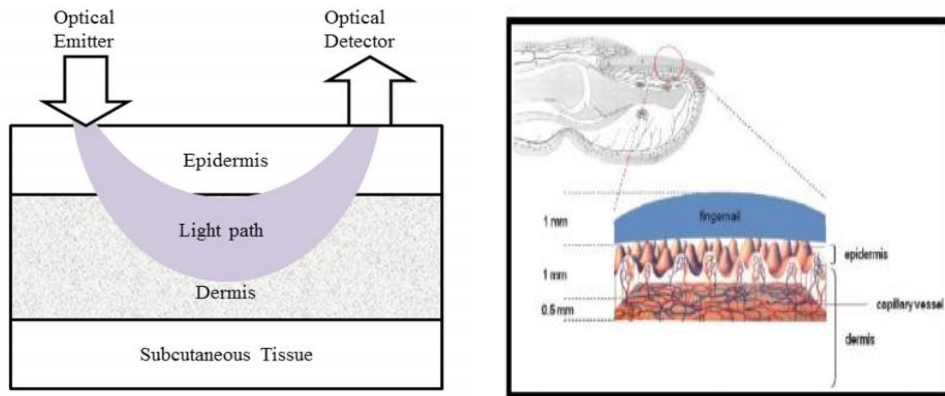 Optical
Emitter
Optical
Detector
Epidermis
Light path
Dermis
Subcutaneous Tissue
1 mm
fingernail
1 mm
epidermis
0.5 mm
capillary vessel
dermis